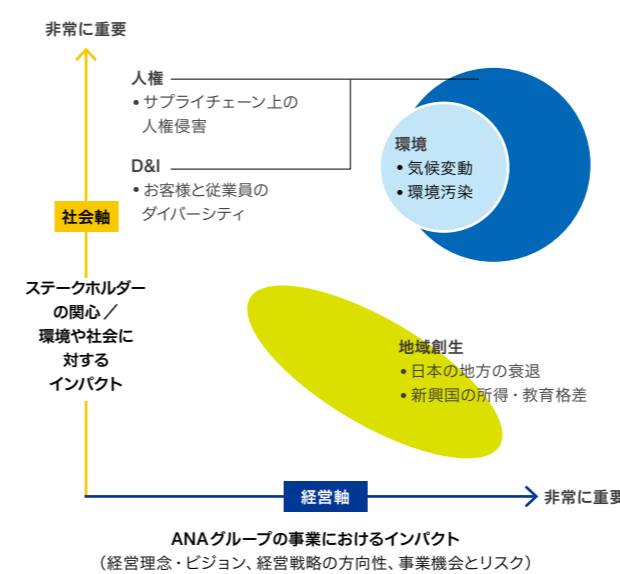 非常に重要
人権
•サプライチェーン上の
人権侵害
D&I
•お客様と従業員の
ダイバーシティ
環境
•気候変動
•環境汚染
社会軸
ステークホルダー
の関心／
環境や社会に
対する
インパクト
地域創生
•日本の地方の衰退
•新興国の所得・教育格差
経営軸
非常に重要
ANAグループの事業におけるインパクト
（経営理念・ビジョン、経営戦略の方向性、事業機会とリスク）